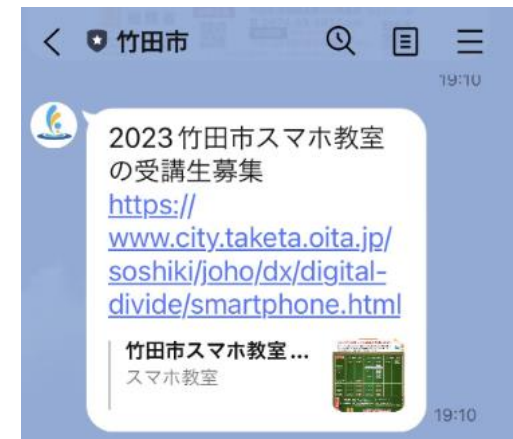 竹田市
19:10
2023竹田市スマホ教室
の受講生募集
https://
www.city.taketa.oita.jp/
soshiki/joho/dx/digital-
divide/smartphone.html
竹田市スマホ教室...
スマホ教室
19:10